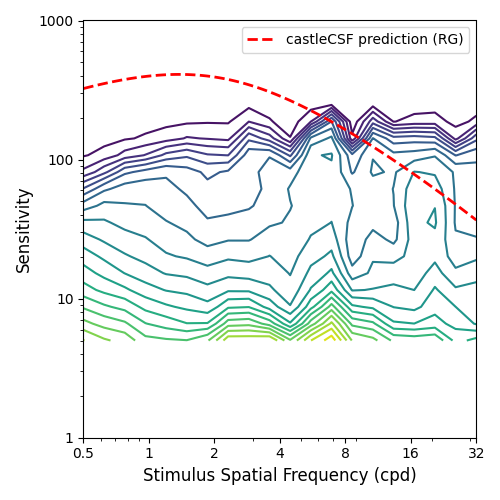 1000
castleCSF prediction (RG)
100
10
1
Sensitivity
0.5 1 2 4 8 16 32
Stimulus Spatial Frequency (cpd)